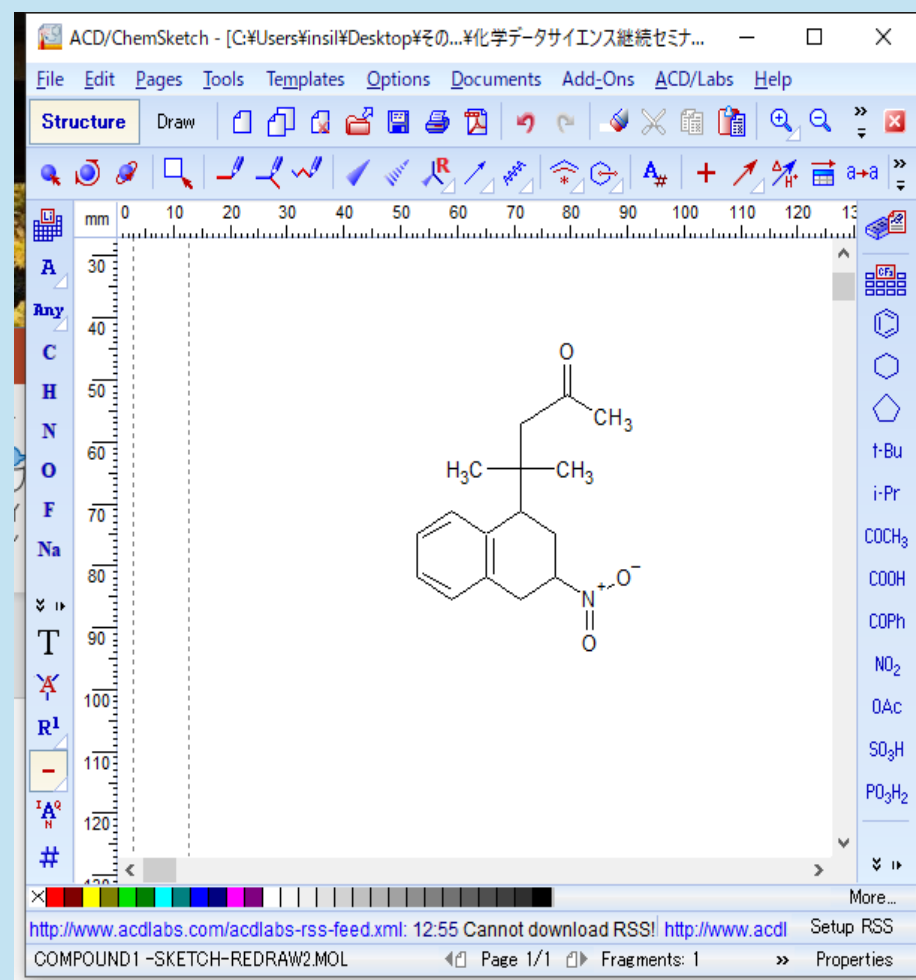 ACD/ChemSketch - [C:¥Users¥insil¥Desktop¥その...¥化学データサイエンス継続セミナ...
File Edit Pages Tools Templates Options Documents Add-Ons ACD/Labs Help
Structure Draw
R A# + H+ a→a
Li mm 0 10 20 30 40 50 60 70 80 90 100 110 120
A 30
Any 40
C
H 50
N 60
O
F 70
Na 80
T 90
A 100
R1
110
120
#
CF3
t-Bu
i-Pr
COCH3
COOH
COPh
NO2
OAc
SO3H
PO3H2
O
CH3
H3C CH3
N+ O−
O
More...
http://www.acdlabs.com/acdlabs-rss-feed.xml: 12:55 Cannot download RSS! http://www.acdl Setup RSS
COMPOUND1 -SKETCH-REDRAW2.MOL Page 1/1 Fragments: 1 » Properties